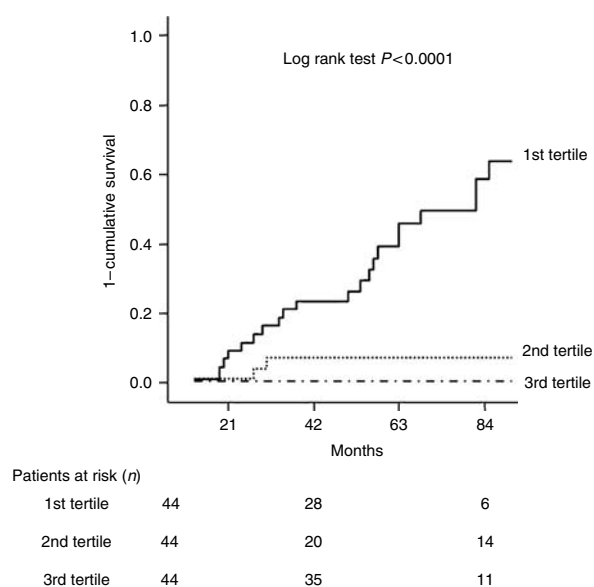 1.0
Log rank test P<0.0001
0.8
0.6
1st tertile
0.4
0.2
2nd tertile
0.0
3rd tertile
1–cumulative survival
21 42 63 84
Months
Patients at risk (n)
1st tertile 44 28 6
2nd tertile 44 20 14
3rd tertile 44 35 11